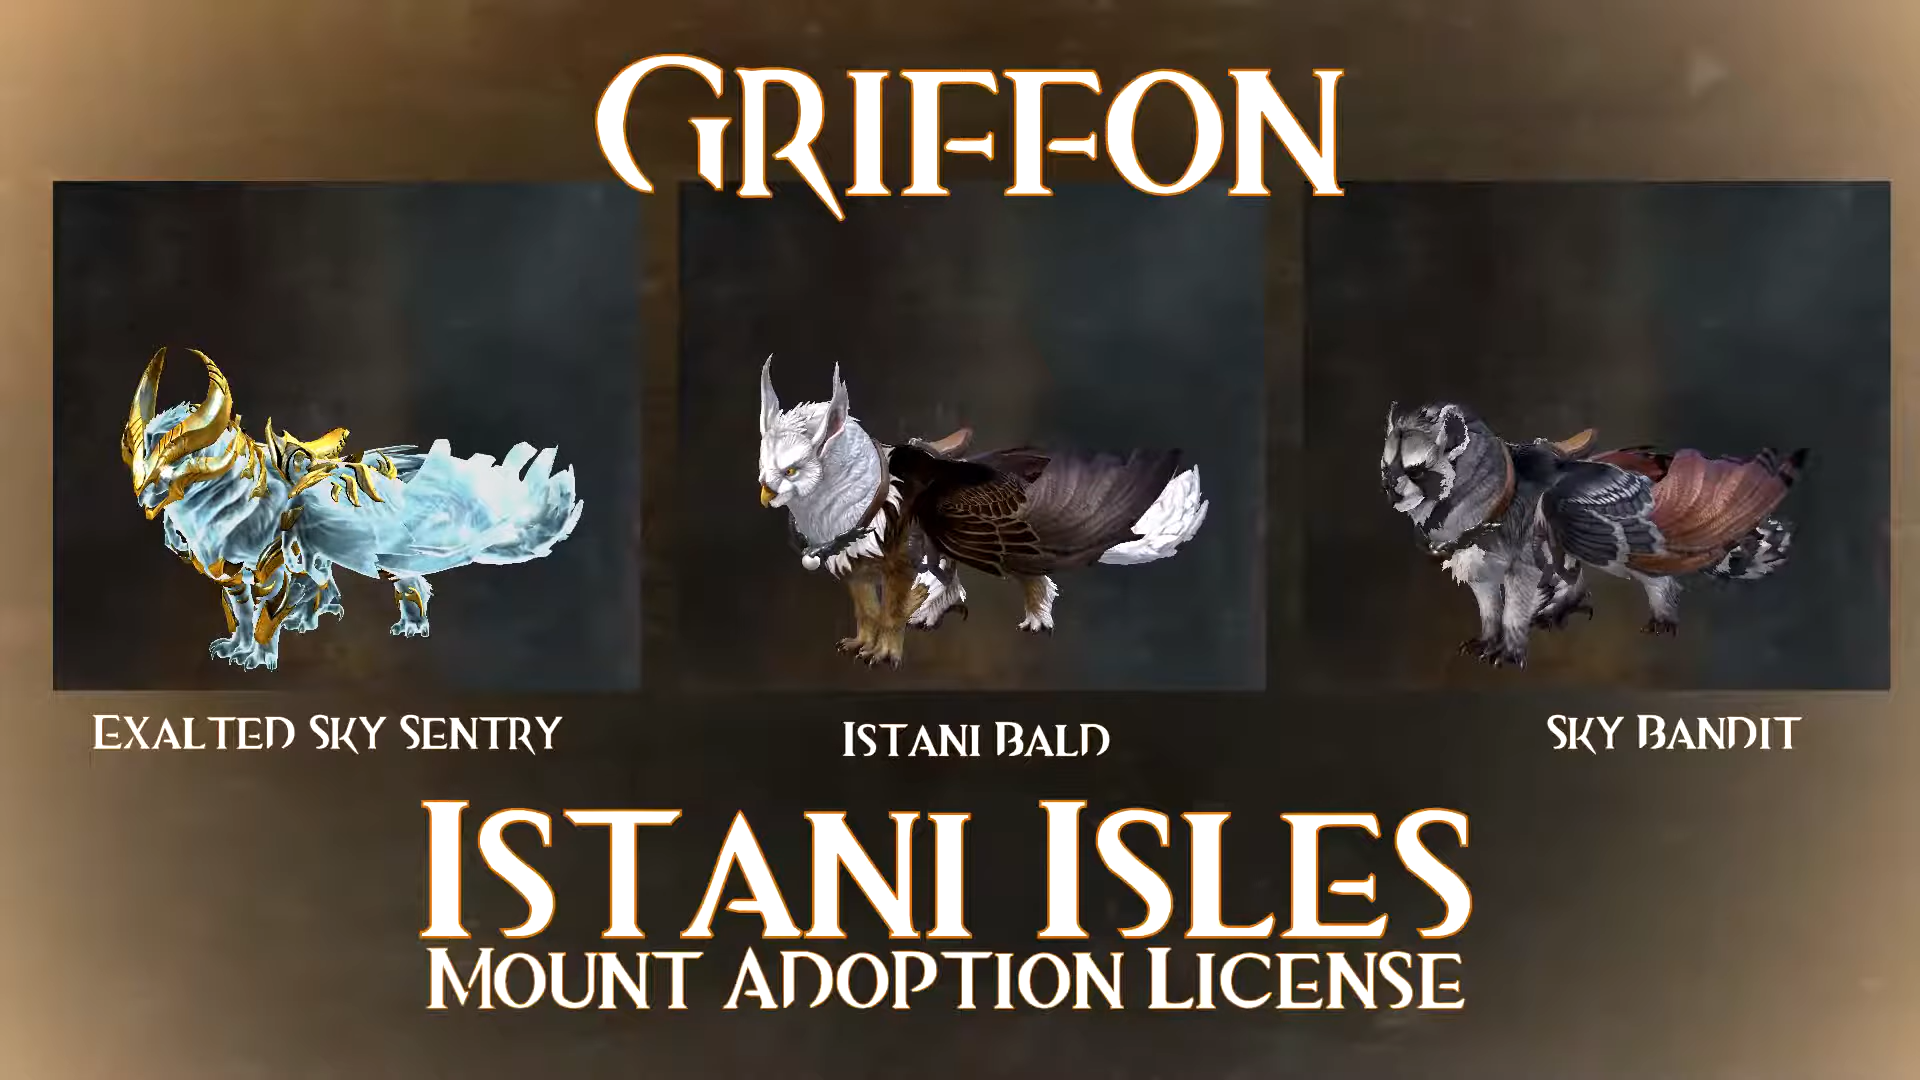 Griffon
Exalted Sky Sentry
Istani Bald
Sky Bandit
Istani Isles
Mount Adoption License